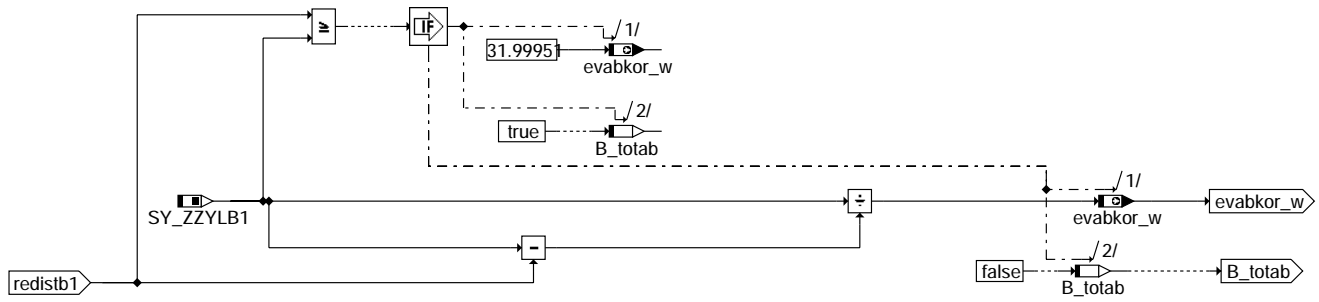 ≥
IF
/1/
31.99951
evabkor_w
/2/
true
B_totab
SY_ZZYLB1
÷
/1/
evabkor_w
evabkor_w
-
/2/
redistb1
false
B_totab
B_totab